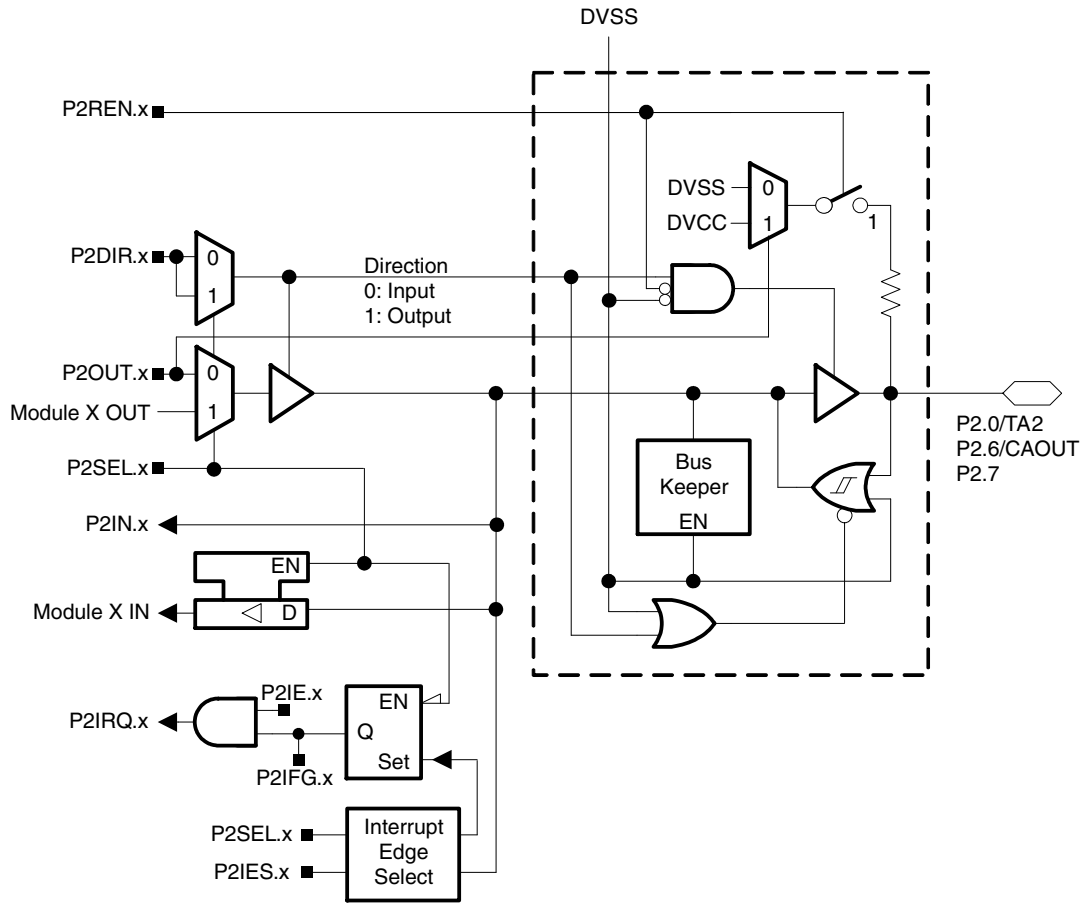 DVSS
P2REN.x
DVSS
0
DVCC
1
1
P2DIR.x
0
1
Direction
0: Input
1: Output
P2OUT.x
0
Module X OUT
1
P2.0/TA2
P2.6/CAOUT
P2.7
Bus
Keeper
EN
P2SEL.x
P2IN.x
EN
Module X IN
D
P2IE.x
EN
P2IRQ.x
Q
Set
P2IFG.x
P2SEL.x
P2IES.x
Interrupt
Edge
Select